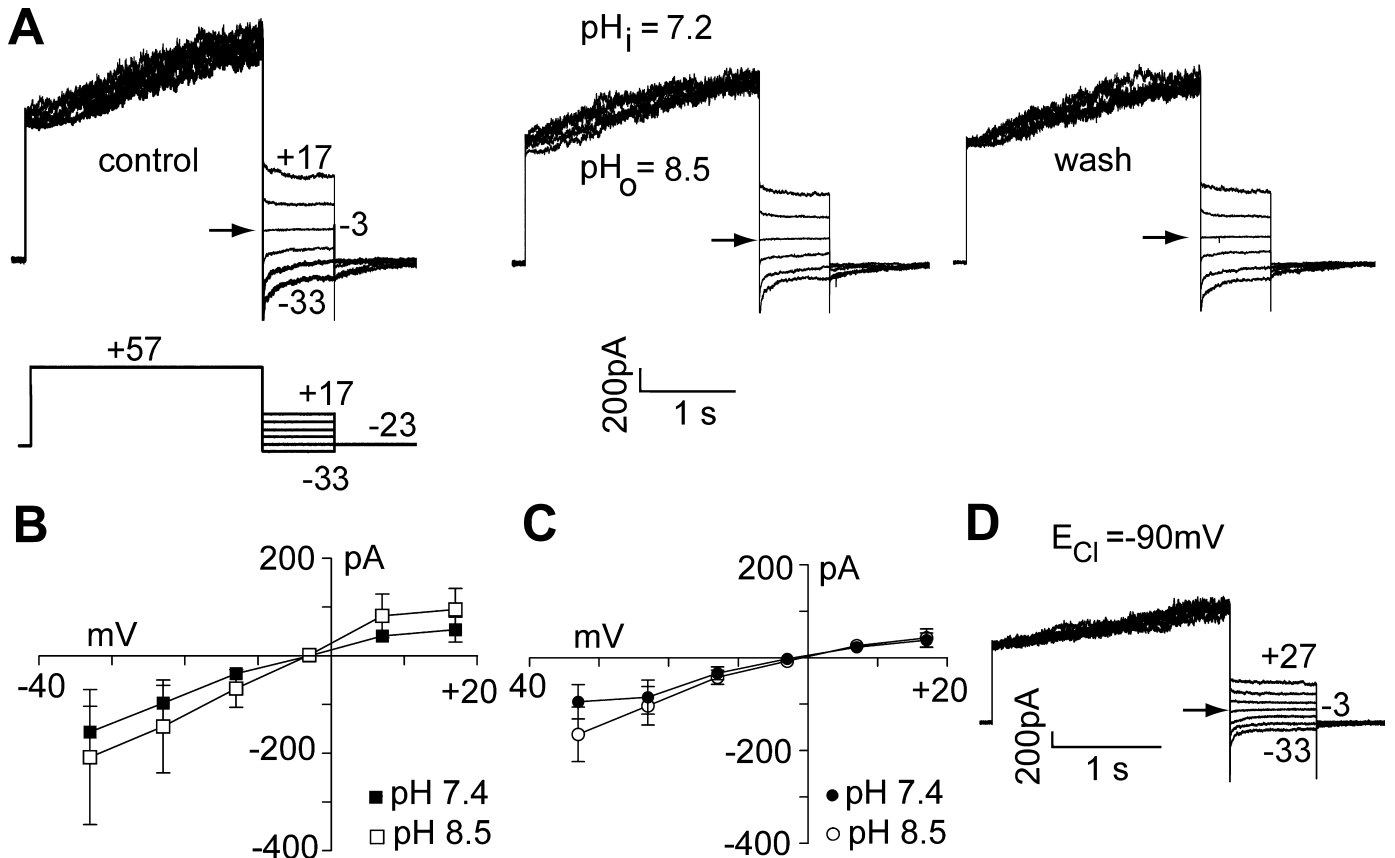 A
pHi = 7.2
control
+17
-3
-33
pHo = 8.5
wash
+57
+17
-23
-33
200pA
1 s
B
200
pA
mV
-40
+20
-200
-400
pH 7.4
pH 8.5
C
200
pA
mV
40
+20
-200
-400
pH 7.4
pH 8.5
D
ECl =-90mV
+27
-3
-33
200pA
1 s